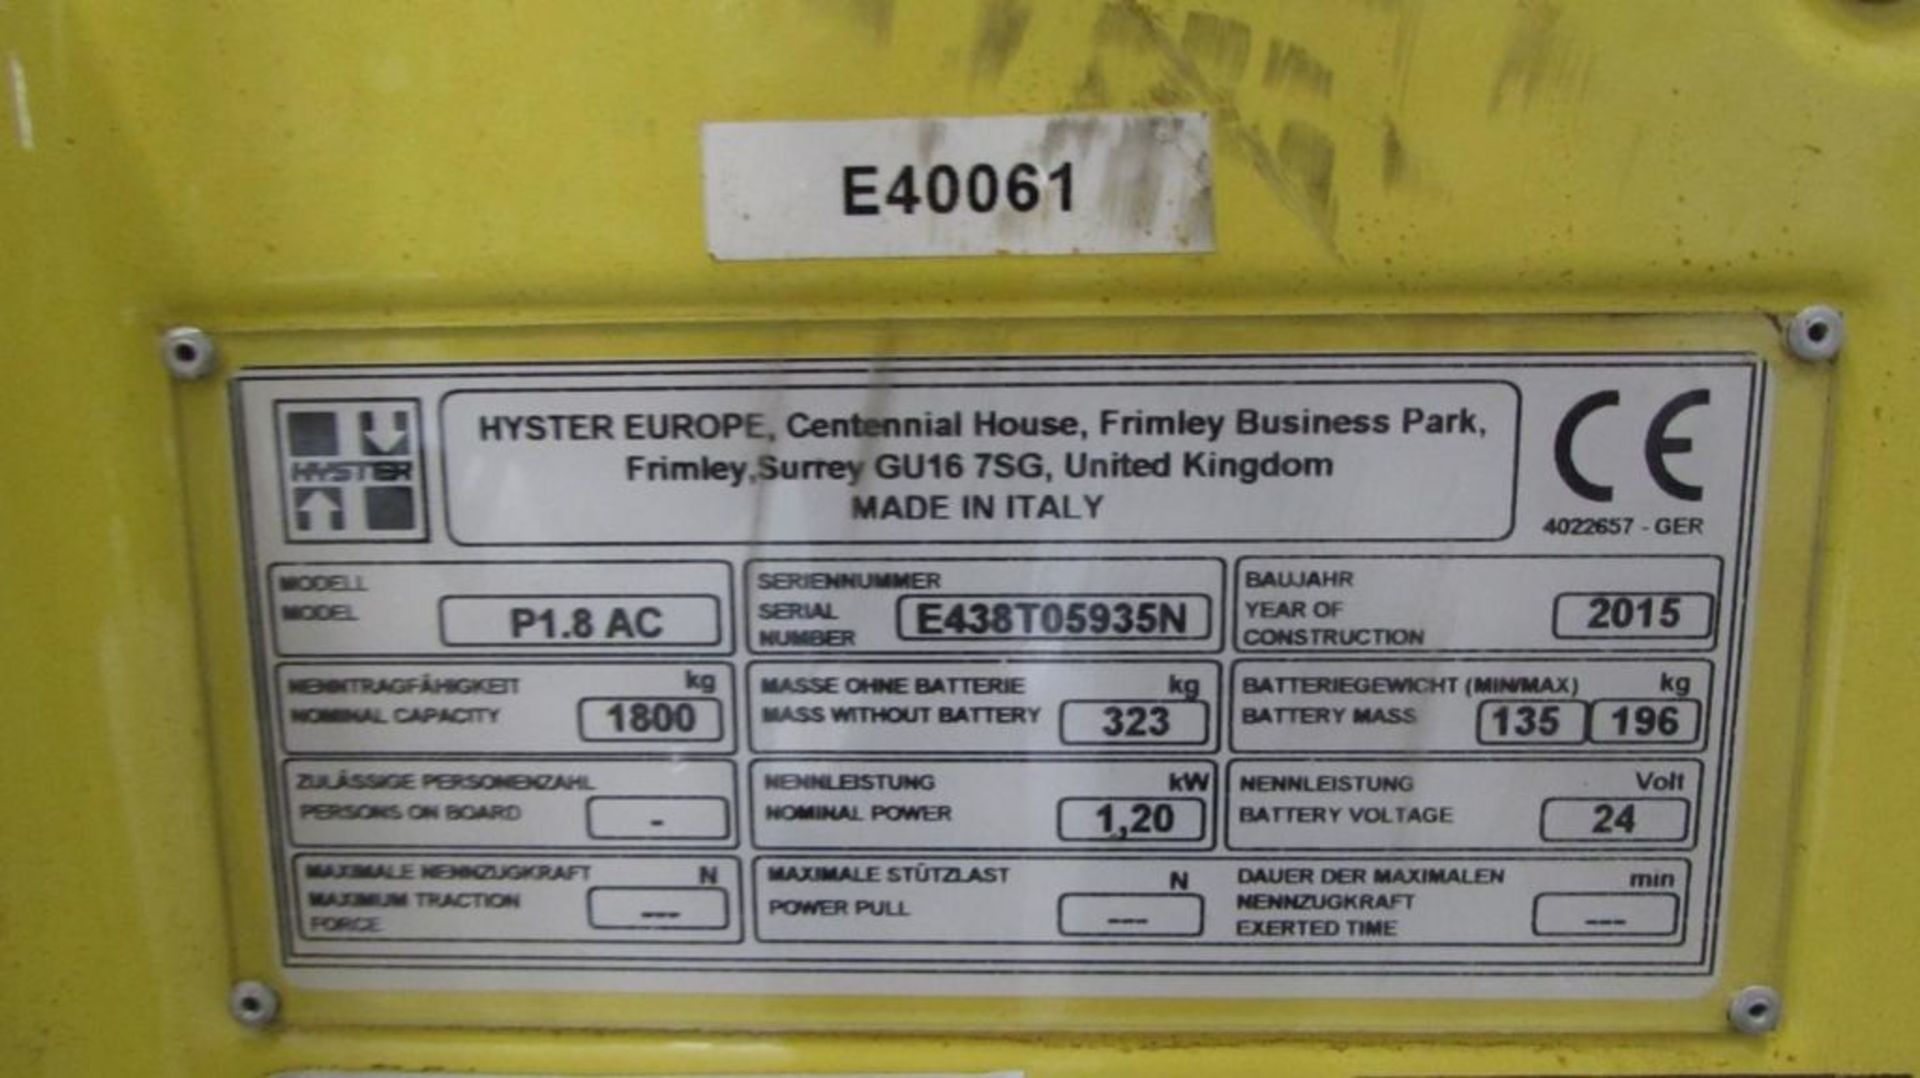 E40061
HYSTER
HYSTER EUROPE, Centennial House, Frimley Business Park,
Frimley,Surrey GU16 7SG, United Kingdom
MADE IN ITALY
CE
4022657 - GER
MODELL
MODEL P1.8 AC
SERIENNUMMER
SERIAL NUMBER E438T05935N
BAUJAHR
YEAR OF CONSTRUCTION 2015
NENNTRAGFÄHIGKEIT kg
NOMINAL CAPACITY 1800
MASSE OHNE BATTERIE kg
MASS WITHOUT BATTERY 323
BATTERIEGEWICHT (MIN/MAX) kg
BATTERY MASS 135 196
ZULÄSSIGE PERSONENZAHL
PERSONS ON BOARD -
NENNLEISTUNG kW
NOMINAL POWER 1,20
NENNLEISTUNG Volt
BATTERY VOLTAGE 24
MAXIMALE NENNZUGKRAFT N
MAXIMUM TRACTION FORCE ---
MAXIMALE STÜTZLAST N
POWER PULL ---
DAUER DER MAXIMALEN min
NENNZUGKRAFT ---
EXERTED TIME